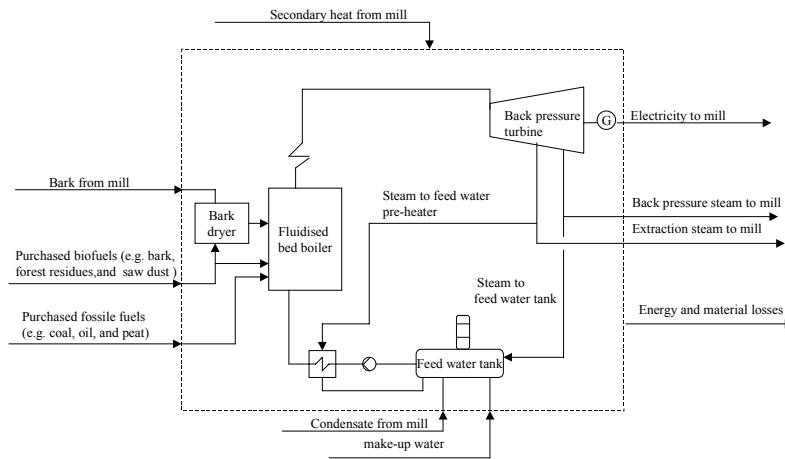 Secondary heat from mill
Back pressure
turbine
G
Electricity to mill
Bark from mill
Bark
dryer
Fluidised
bed boiler
Steam to feed water
pre-heater
Back pressure steam to mill
Extraction steam to mill
Purchased biofuels (e.g. bark,
forest residues,and  saw dust )
Steam to
feed water tank
Purchased fossile fuels
(e.g. coal, oil, and peat)
Energy and material losses
Feed water tank
Condensate from mill
make-up water